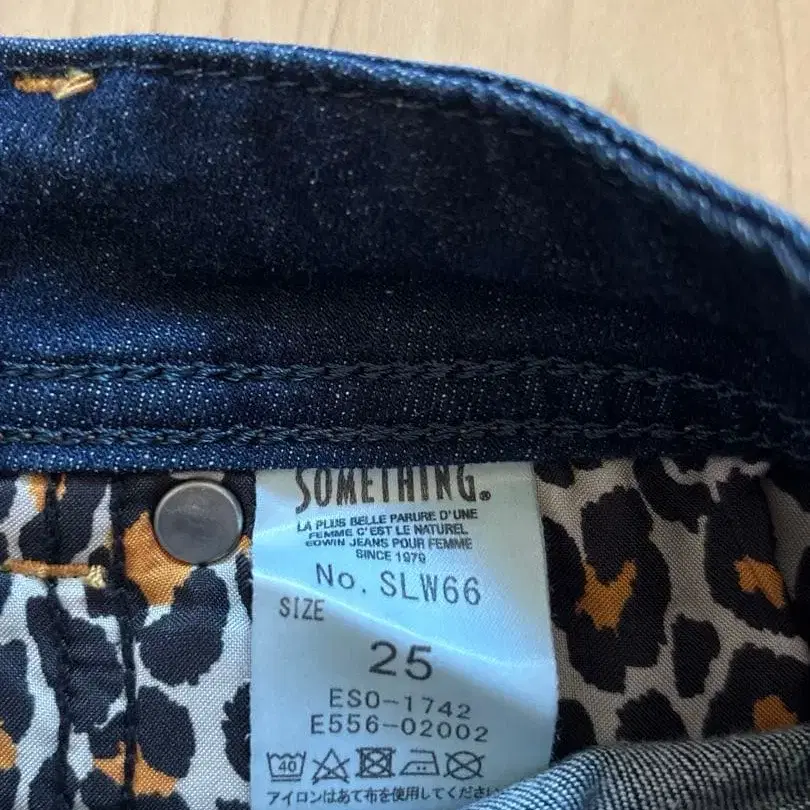 SOMETHING®
LA PLUS BELLE PARURE D'UNE
FEMME C'EST LE NATUREL
EDWIN JEANS POUR FEMME
SINCE 1979
No. SLW66
SIZE
25
ES0-1742
E556-02002
40
アイロンはあて布を使用してください